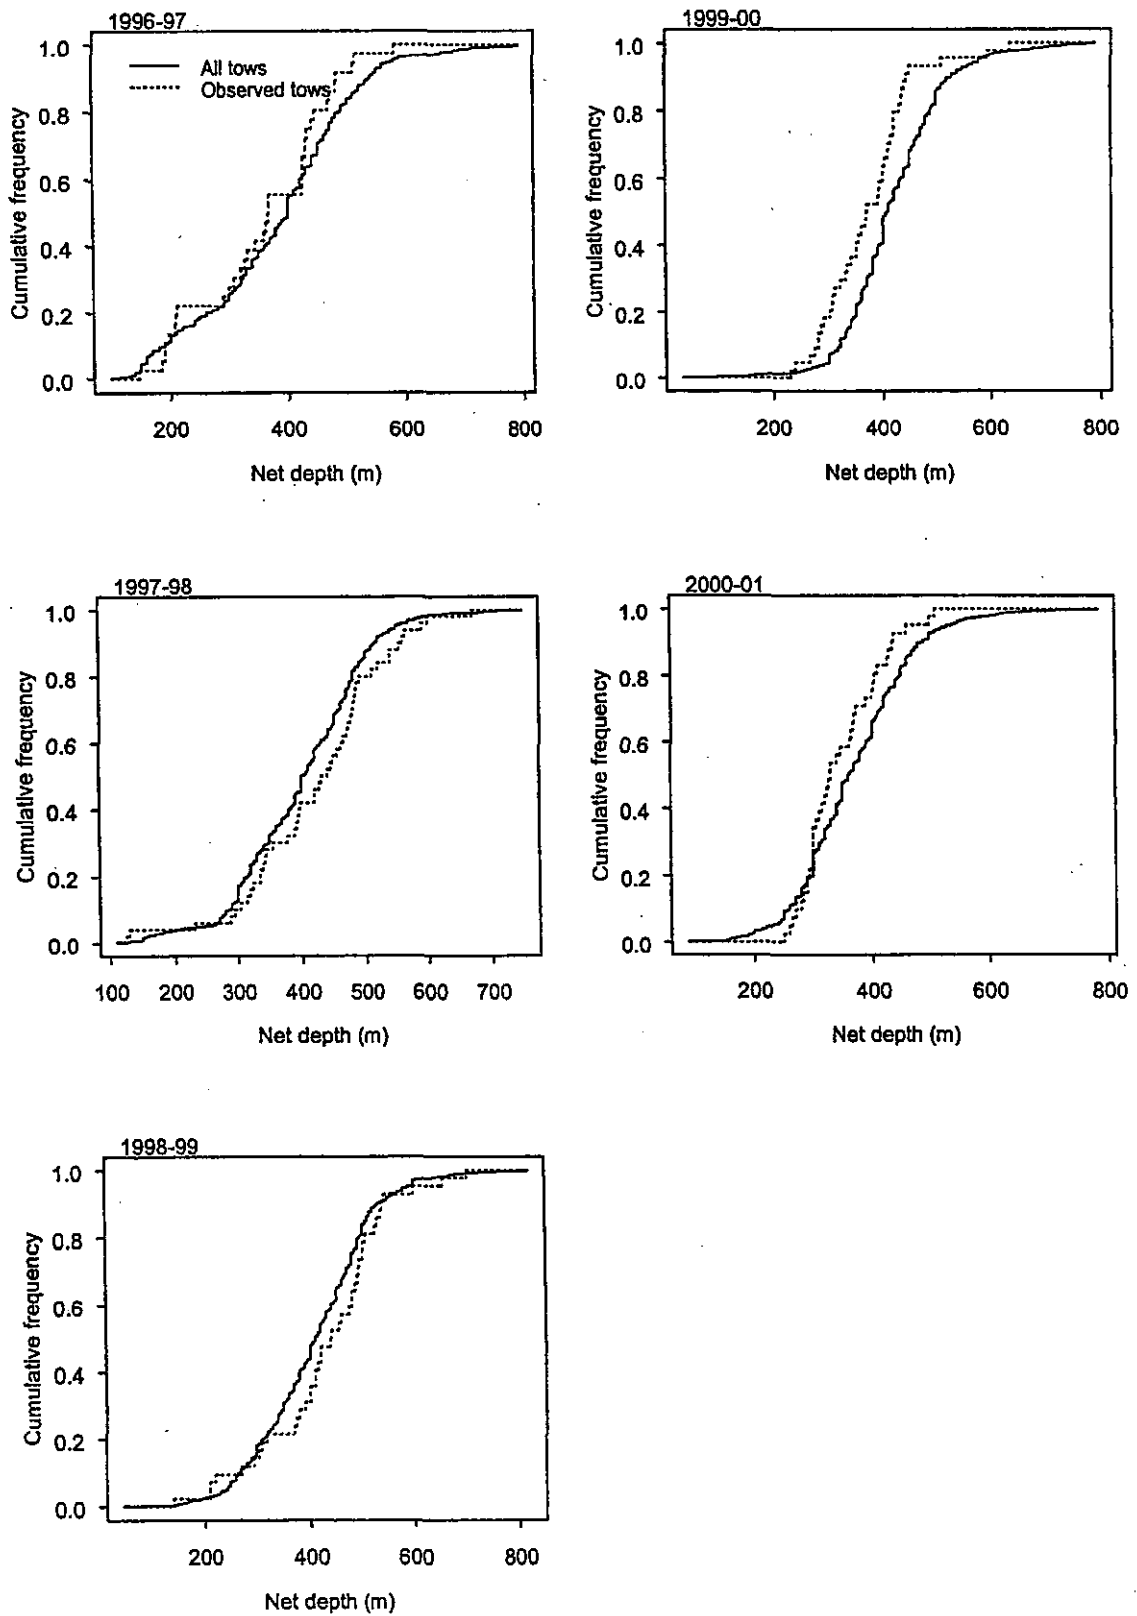 1996-97
All tows
Observed tows
Cumulative frequency
1.0
0.8
0.6
0.4
0.2
0.0
200 400 600 800
Net depth (m)
1999-00
Cumulative frequency
1.0
0.8
0.6
0.4
0.2
0.0
200 400 600 800
Net depth (m)
1997-98
Cumulative frequency
1.0
0.8
0.6
0.4
0.2
0.0
100 200 300 400 500 600 700
Net depth (m)
2000-01
Cumulative frequency
1.0
0.8
0.6
0.4
0.2
0.0
200 400 600 800
Net depth (m)
1998-99
Cumulative frequency
1.0
0.8
0.6
0.4
0.2
0.0
200 400 600 800
Net depth (m)